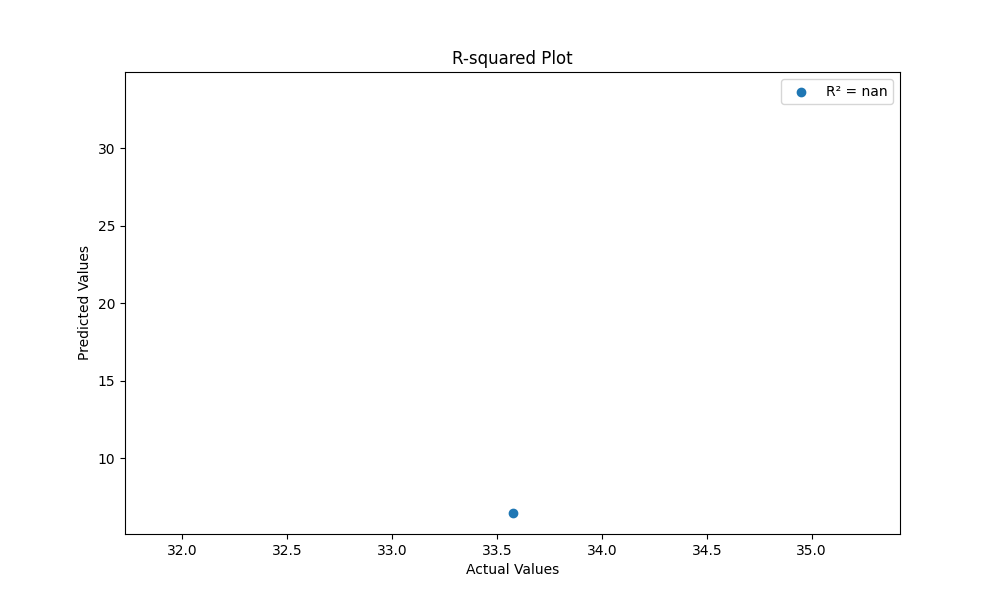 R-squared Plot
R² = nan
30
25
20
15
10
Predicted Values
32.0 32.5 33.0 33.5 34.0 34.5 35.0
Actual Values